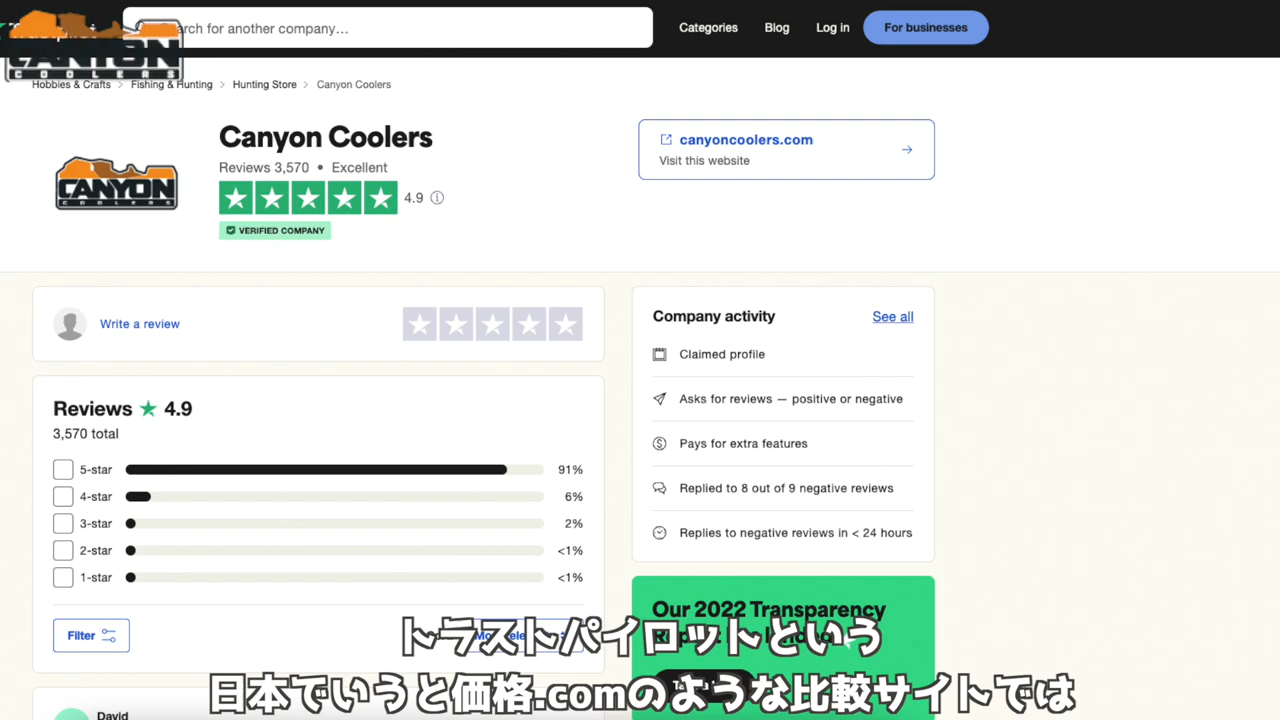 Search for another company…
Categories
Blog
Log in
For businesses
CANYON
COOLERS
Hobbies & Crafts > Fishing & Hunting > Hunting Store > Canyon Coolers
CANYON
COOLERS
Canyon Coolers
Reviews 3,570 • Excellent
4.9
VERIFIED COMPANY
canyoncoolers.com
Visit this website
Write a review
Company activity
See all
Claimed profile
Asks for reviews — positive or negative
Pays for extra features
Replied to 8 out of 9 negative reviews
Replies to negative reviews in < 24 hours
Reviews ★ 4.9
3,570 total
5-star 91%
4-star 6%
3-star 2%
2-star <1%
1-star <1%
Filter
Our 2022 Transparency
David
トラストパイロットという
日本でいうと価格.comのような比較サイトでは